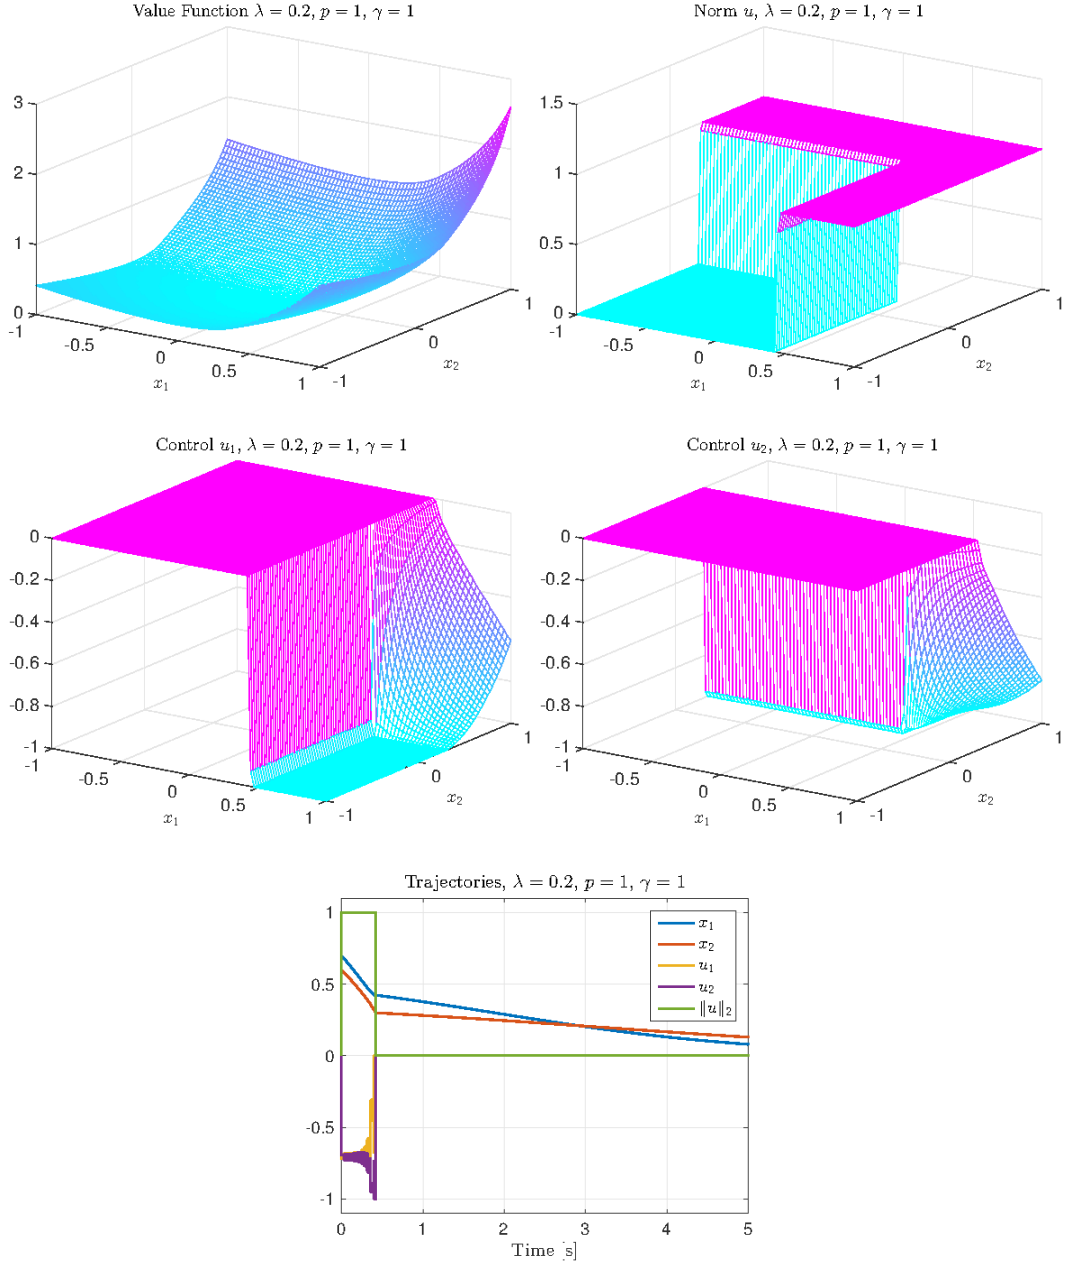 Value Function λ = 0.2, p = 1, γ = 1
3
2
1
0
-1
-0.5
0
0.5
1
x₁
-1
0
1
x₂
Norm u, λ = 0.2, p = 1, γ = 1
1.5
1
0.5
0
-1
-0.5
0
0.5
1
x₁
-1
0
1
x₂
Control u₁, λ = 0.2, p = 1, γ = 1
0
-0.2
-0.4
-0.6
-0.8
-1
-1
-0.5
0
0.5
1
x₁
-1
0
1
x₂
Control u₂, λ = 0.2, p = 1, γ = 1
0
-0.2
-0.4
-0.6
-0.8
-1
-1
-0.5
0
0.5
1
x₁
-1
0
1
x₂
Trajectories, λ = 0.2, p = 1, γ = 1
1
0.5
0
-0.5
-1
x₁
x₂
u₁
u₂
‖u‖₂
0 1 2 3 4 5
Time [s]